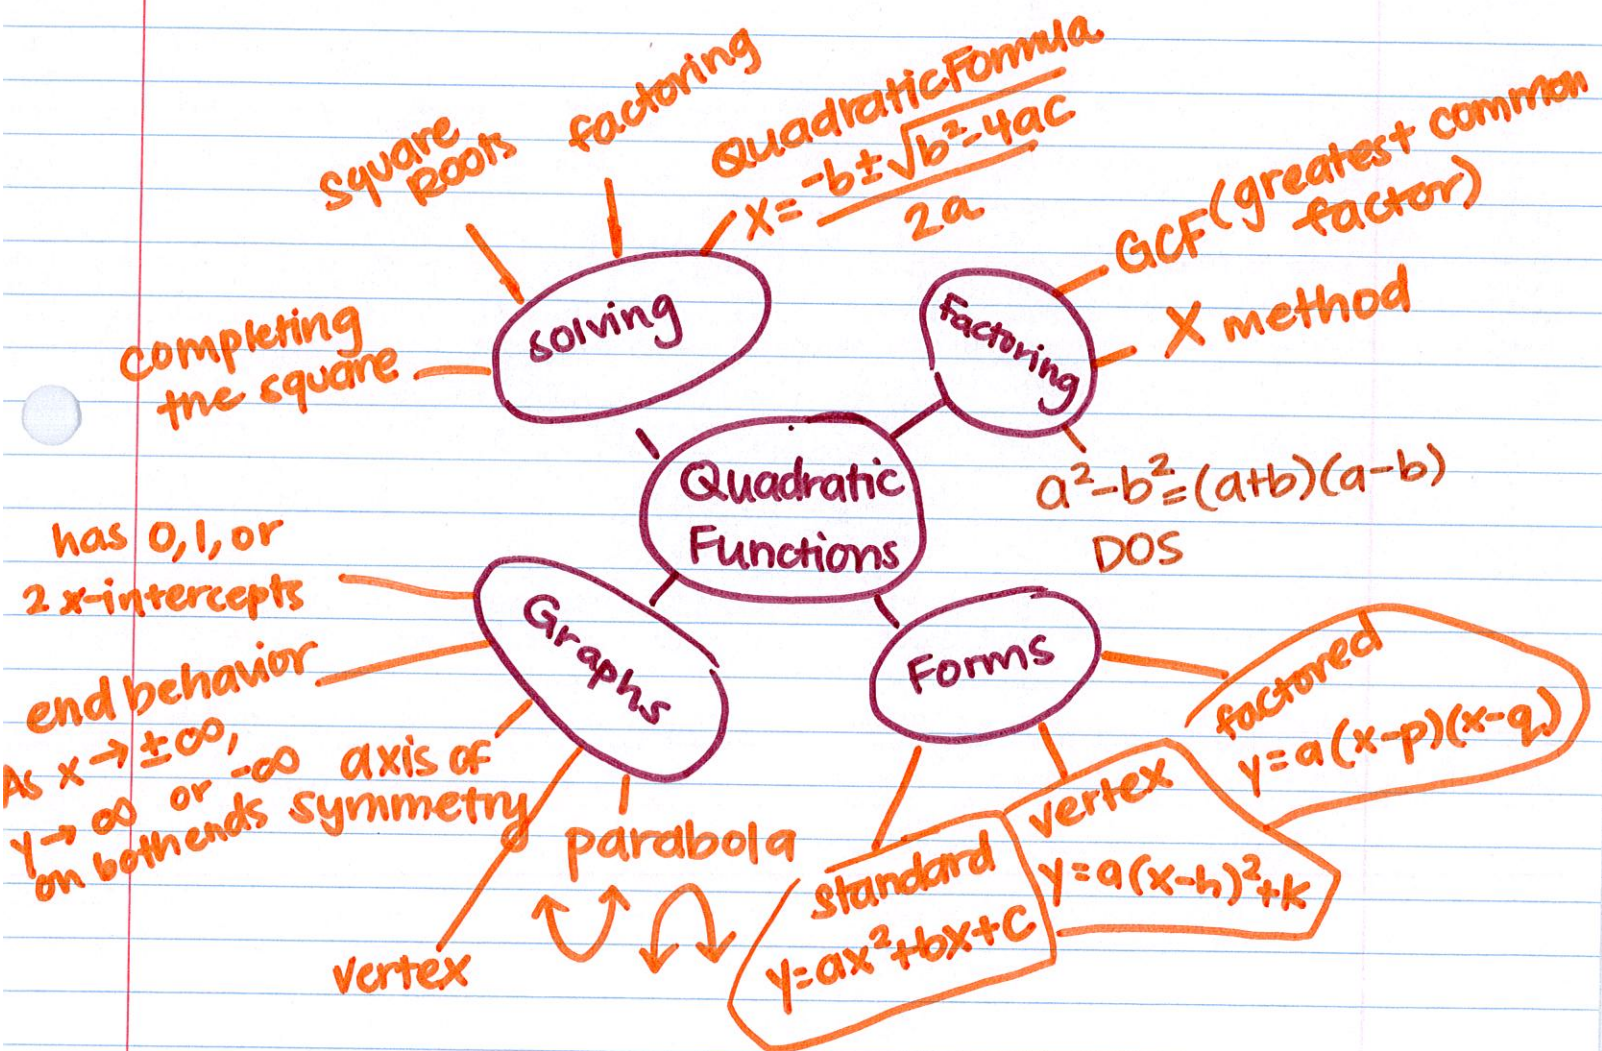 Square
Roots
factoring
Quadratic Formula
x = -b±√b²-4ac
2a
GCF (greatest common
factor)
X method
a²-b² = (a+b)(a-b)
DOS
Factoring
solving
completing
the square
Quadratic
Functions
has 0, 1, or
2 x-intercepts
end behavior
As x → ±∞,
y → ∞ or -∞
on both ends
axis of
symmetry
Graphs
vertex
parabola
Forms
factored
y=a(x-p)(x-q)
vertex
y=a(x-h)²+k
standard
y=ax²+bx+c